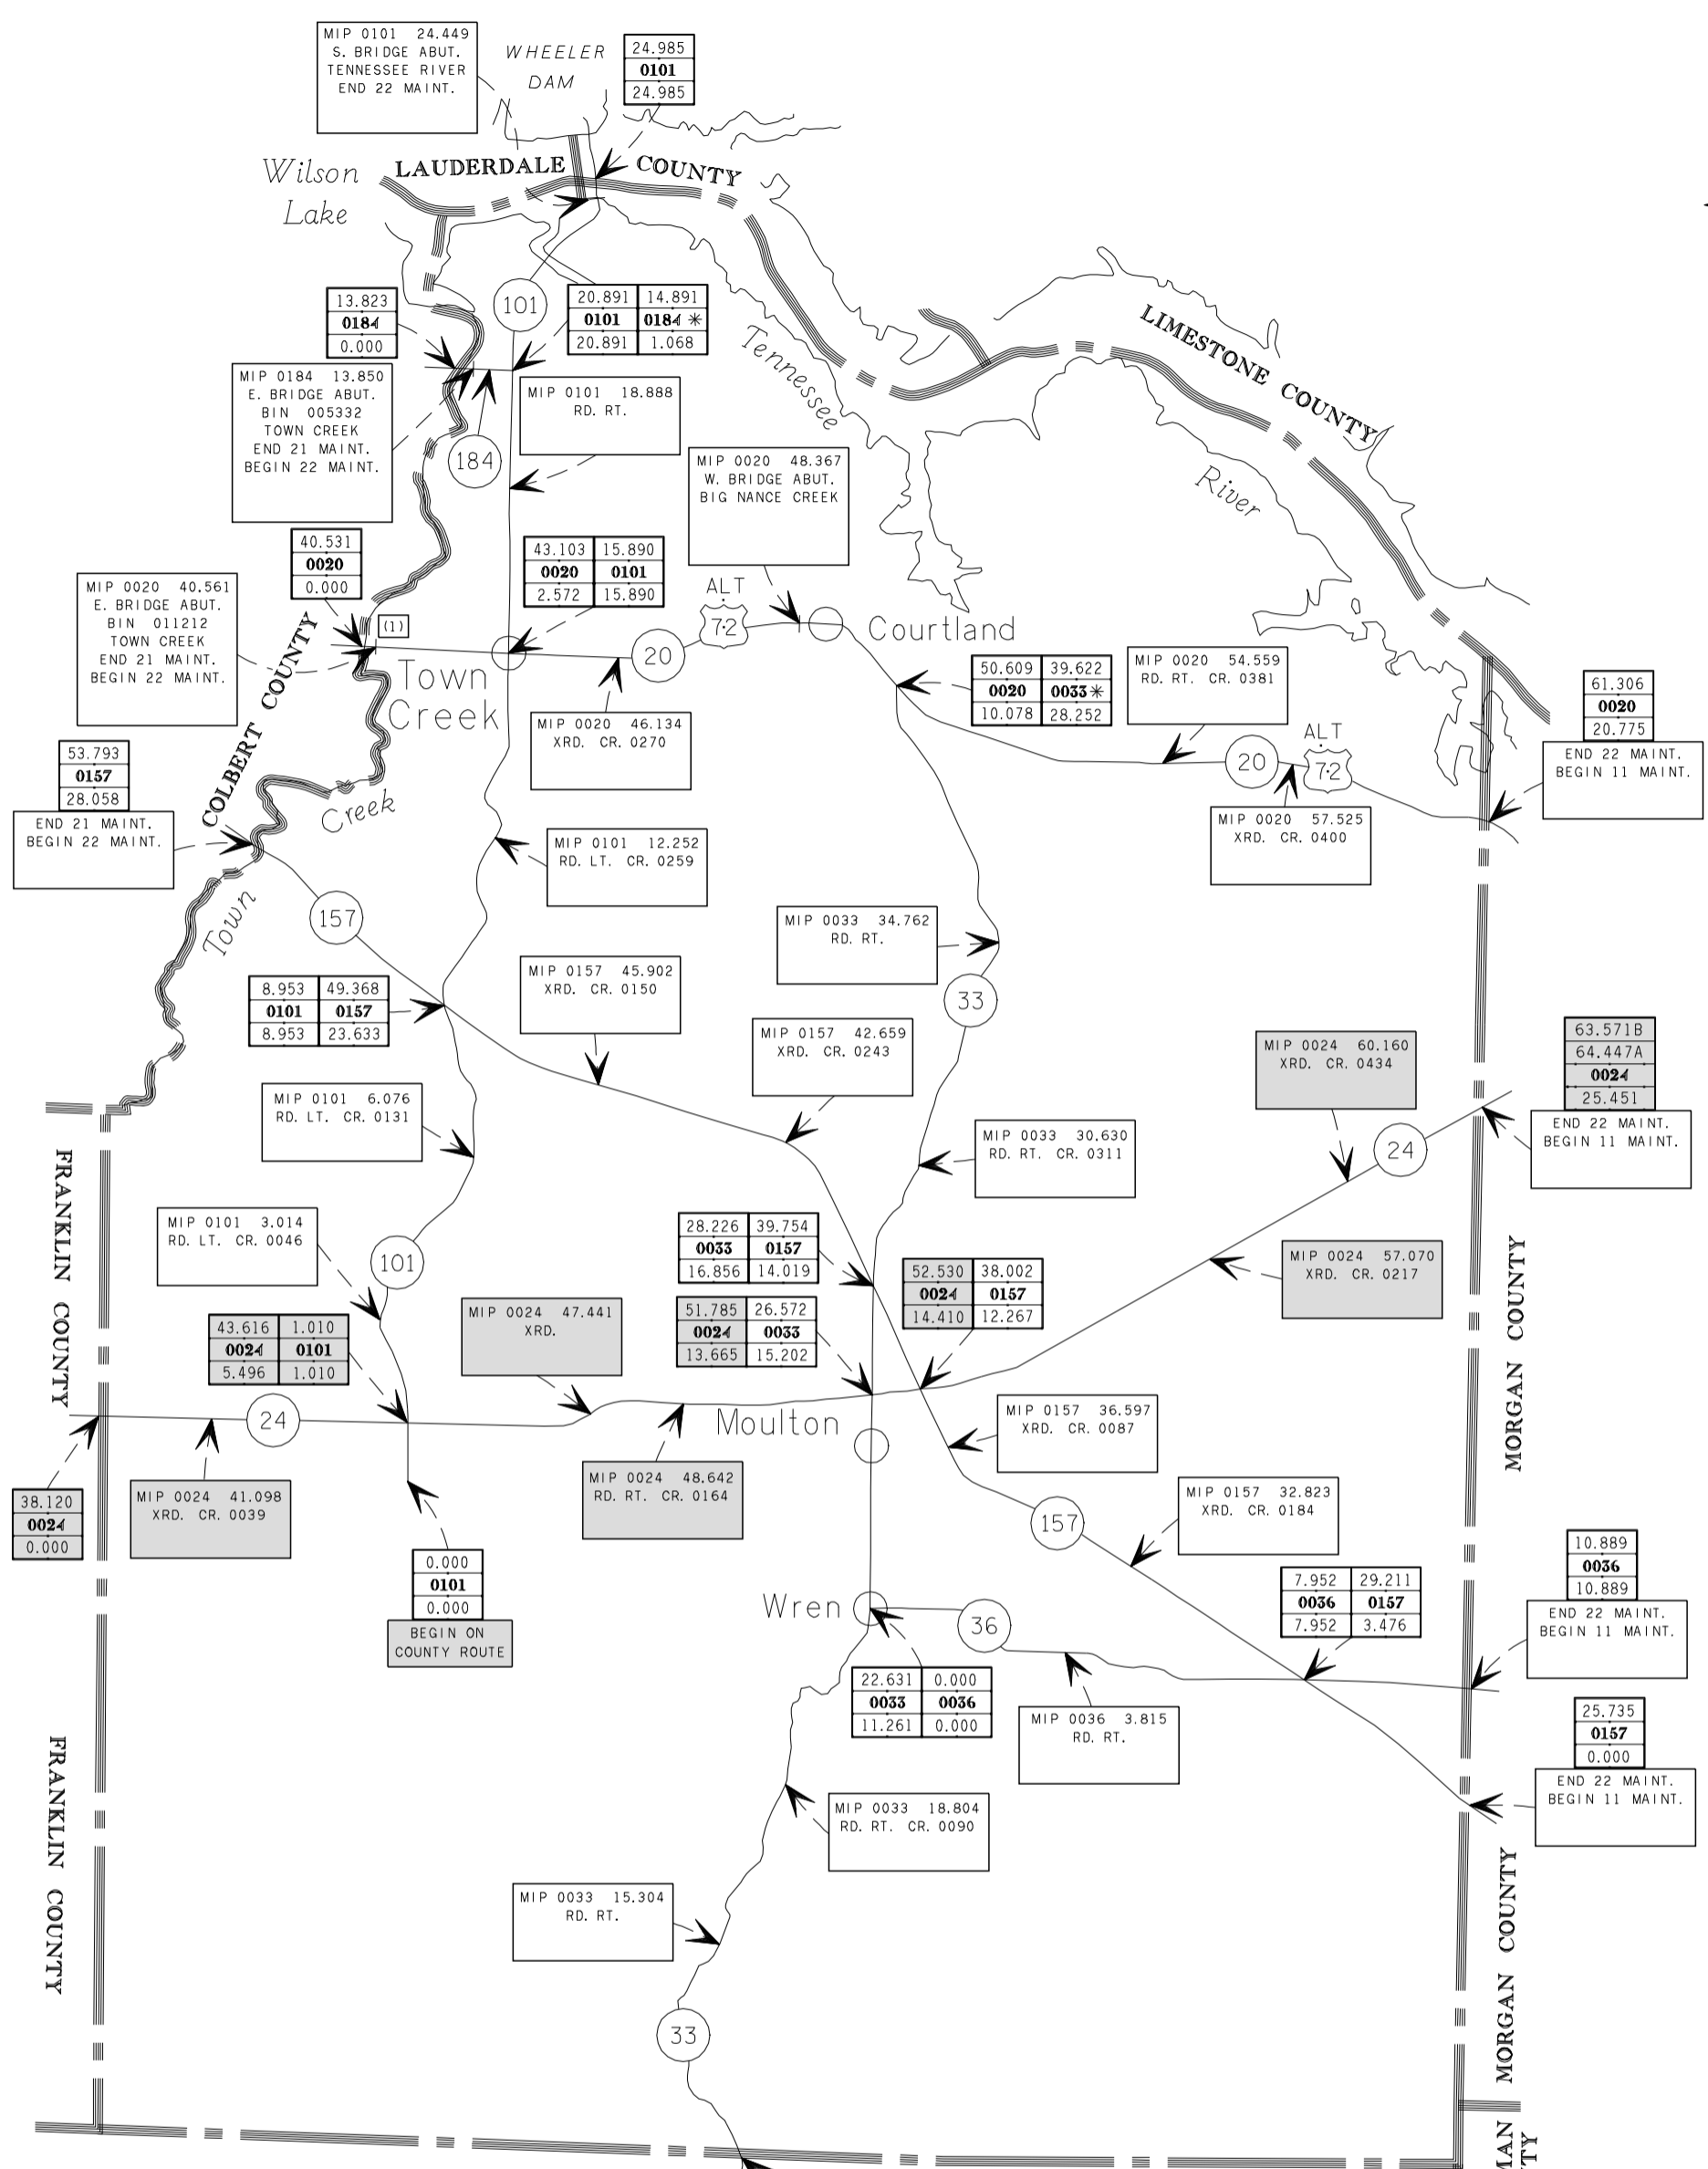 MIP 0101 24.449
S. BRIDGE ABUT.
TENNESSEE RIVER
END 22 MAINT.
WHEELER
DAM
24.985
0101
24.985
Wilson
Lake
LAUDERDALE COUNTY
13.823
0184
0.000
101
20.891 14.891
0101 0184 *
20.891 1.068
MIP 0184 13.850
E. BRIDGE ABUT.
BIN 005332
TOWN CREEK
END 21 MAINT.
BEGIN 22 MAINT.
184
MIP 0101 18.888
RD. RT.
Tennessee
River
LIMESTONE COUNTY
MIP 0020 48.367
W. BRIDGE ABUT.
BIG NANCE CREEK
40.531
0020
0.000
43.103 15.890
0020 0101
2.572 15.890
MIP 0020 40.561
E. BRIDGE ABUT.
BIN 011212
TOWN CREEK
END 21 MAINT.
BEGIN 22 MAINT.
(1)
ALT
72
Courtland
20
Town
Creek
COLBERT COUNTY
MIP 0020 46.134
XRD. CR. 0270
50.609 39.622
0020 0033 *
10.078 28.252
MIP 0020 54.559
RD. RT. CR. 0381
61.306
0020
20.775
END 22 MAINT.
BEGIN 11 MAINT.
20
ALT
72
MIP 0020 57.525
XRD. CR. 0400
53.793
0157
28.058
END 21 MAINT.
BEGIN 22 MAINT.
Town
Creek
MIP 0101 12.252
RD. LT. CR. 0259
157
MIP 0033 34.762
RD. RT.
33
8.953 49.368
0101 0157
8.953 23.633
MIP 0157 45.902
XRD. CR. 0150
MIP 0157 42.659
XRD. CR. 0243
MIP 0024 60.160
XRD. CR. 0434
63.571B
64.447A
0024
25.451
END 22 MAINT.
BEGIN 11 MAINT.
MIP 0101 6.076
RD. LT. CR. 0131
MIP 0033 30.630
RD. RT. CR. 0311
24
FRANKLIN COUNTY
MIP 0101 3.014
RD. LT. CR. 0046
101
28.226 39.754
0033 0157
16.856 14.019
52.530 38.002
0024 0157
14.410 12.267
MIP 0024 57.070
XRD. CR. 0217
MORGAN COUNTY
43.616 1.010
0024 0101
5.496 1.010
MIP 0024 47.441
XRD.
51.785 26.572
0024 0033
13.665 15.202
24
Moulton
MIP 0157 36.597
XRD. CR. 0087
38.120
0024
0.000
MIP 0024 41.098
XRD. CR. 0039
MIP 0024 48.642
RD. RT. CR. 0164
157
MIP 0157 32.823
XRD. CR. 0184
0.000
0101
0.000
BEGIN ON
COUNTY ROUTE
Wren
36
7.952 29.211
0036 0157
7.952 3.476
10.889
0036
10.889
END 22 MAINT.
BEGIN 11 MAINT.
22.631 0.000
0033 0036
11.261 0.000
MIP 0036 3.815
RD. RT.
25.735
0157
0.000
END 22 MAINT.
BEGIN 11 MAINT.
FRANKLIN COUNTY
MIP 0033 18.804
RD. RT. CR. 0090
MIP 0033 15.304
RD. RT.
33
MORGAN COUNTY
MAN
TY